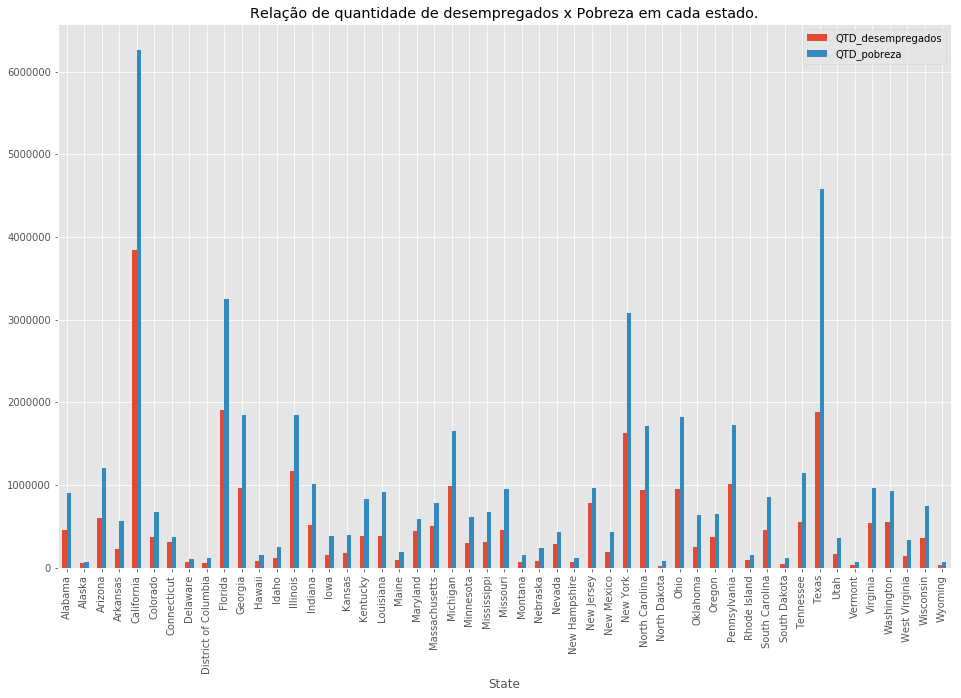 Relação de quantidade de desempregados x Pobreza em cada estado.
QTD_desempregados
QTD_pobreza
6000000
5000000
4000000
3000000
2000000
1000000
0
Alabama
Alaska
Arizona
Arkansas
California
Colorado
Connecticut
Delaware
District of Columbia
Florida
Georgia
Hawaii
Idaho
Illinois
Indiana
Iowa
Kansas
Kentucky
Louisiana
Maine
Maryland
Massachusetts
Michigan
Minnesota
Mississippi
Missouri
Montana
Nebraska
Nevada
New Hampshire
New Jersey
New Mexico
New York
North Carolina
North Dakota
Ohio
Oklahoma
Oregon
Pennsylvania
Rhode Island
South Carolina
South Dakota
Tennessee
Texas
Utah
Vermont
Virginia
Washington
West Virginia
Wisconsin
Wyoming
State